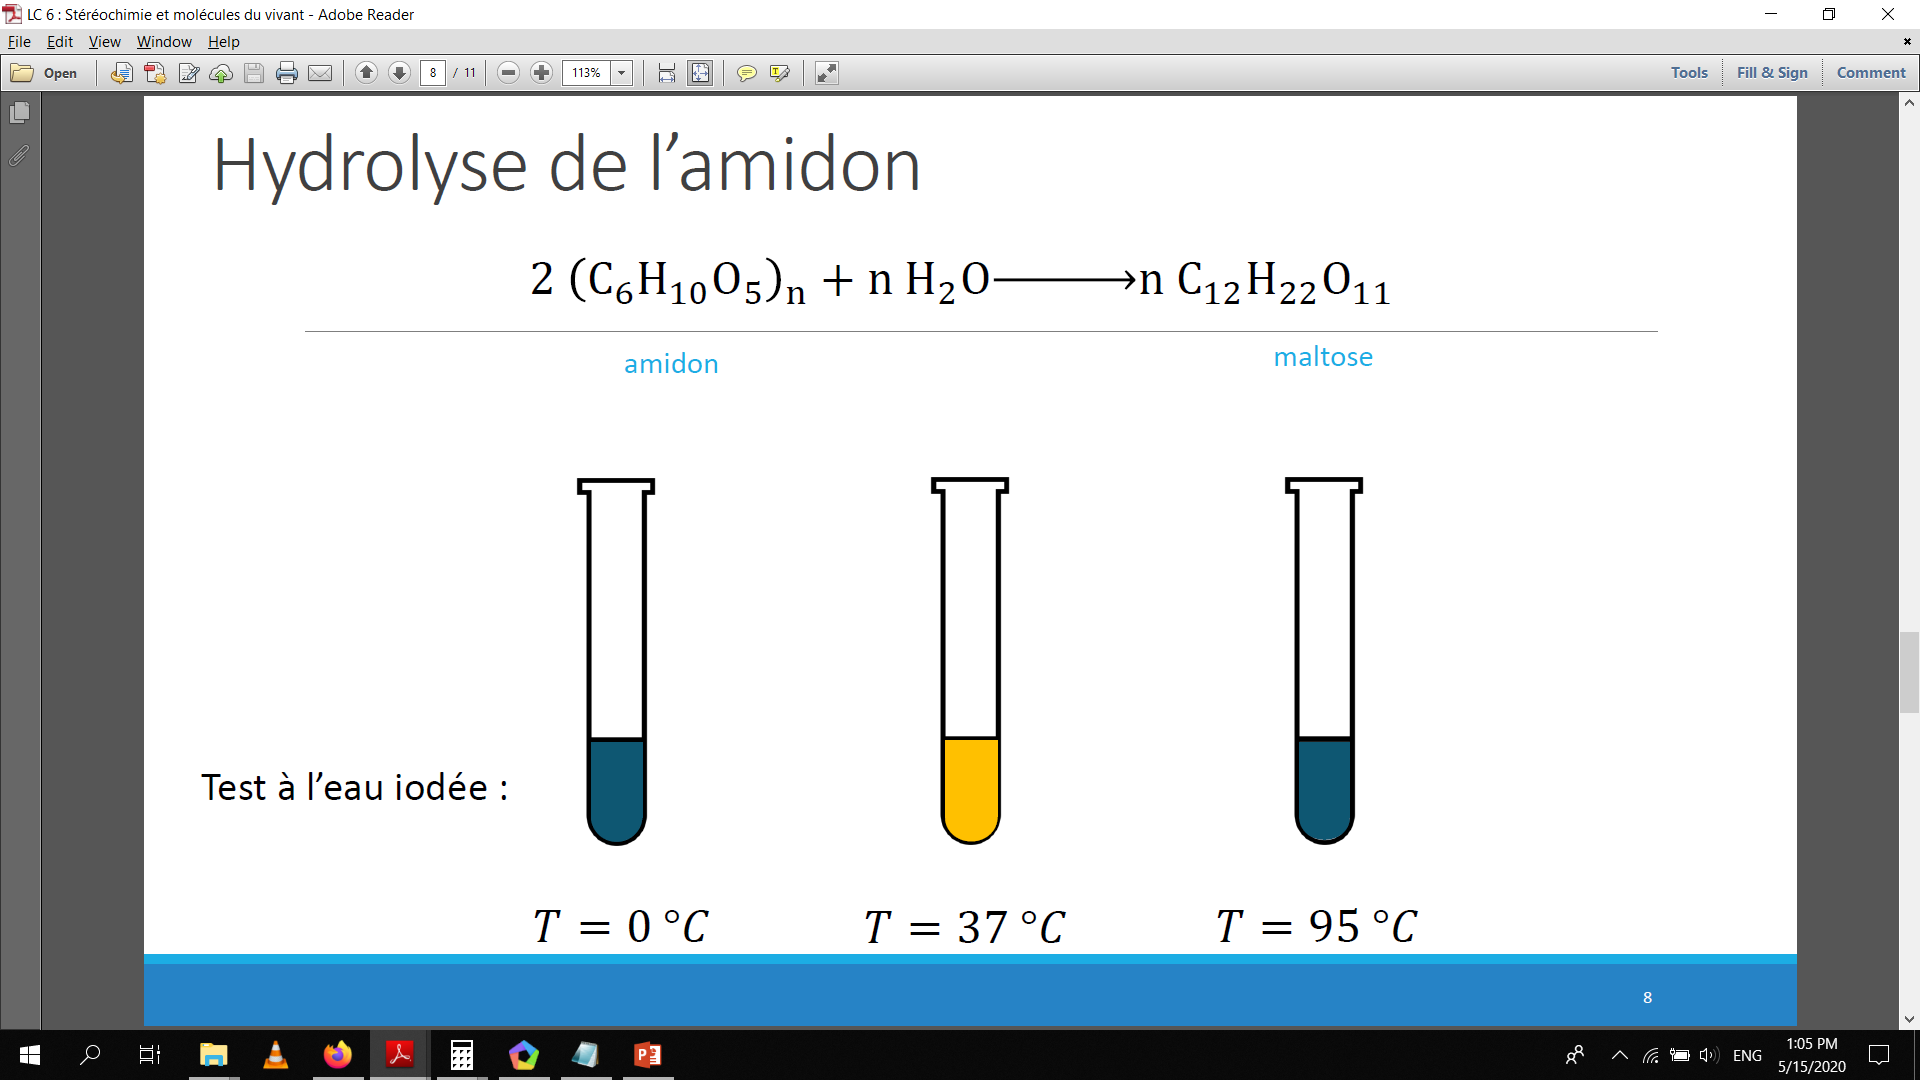 LC 6 : Stéréochimie et molécules du vivant - Adobe Reader
File Edit View Window Help
Open 8 / 11 113% Tools Fill & Sign Comment
Hydrolyse de l’amidon
2 (C₆H₁₀O₅)ₙ + n H₂O ⟶ n C₁₂H₂₂O₁₁
amidon maltose
Test à l’eau iodée :
T = 0 °C T = 37 °C T = 95 °C
8
ENG 1:05 PM
5/15/2020